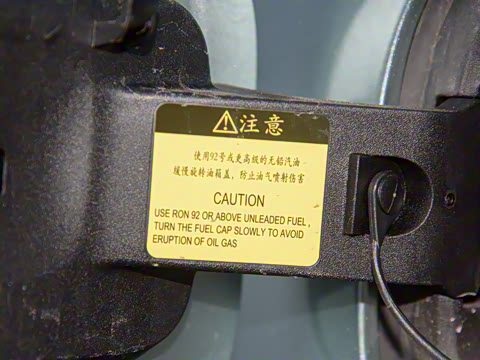 注意
使用92号或更高级的无铅汽油
缓慢旋转油箱盖，防止油气喷射伤害
CAUTION
USE RON 92 OR ABOVE UNLEADED FUEL,
TURN THE FUEL CAP SLOWLY TO AVOID
ERUPTION OF OIL GAS